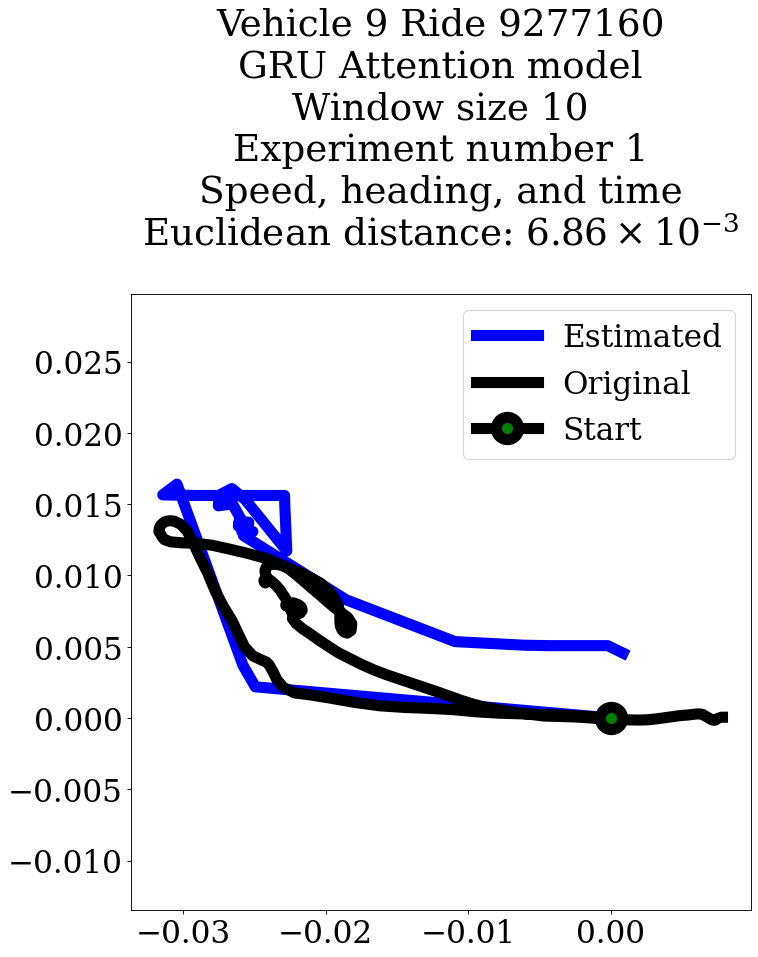 Vehicle 9 Ride 9277160
GRU Attention model
Window size 10
Experiment number 1
Speed, heading, and time
Euclidean distance: 6.86 × 10⁻³
Estimated
Original
Start
0.025
0.020
0.015
0.010
0.005
0.000
−0.005
−0.010
−0.03 −0.02 −0.01 0.00